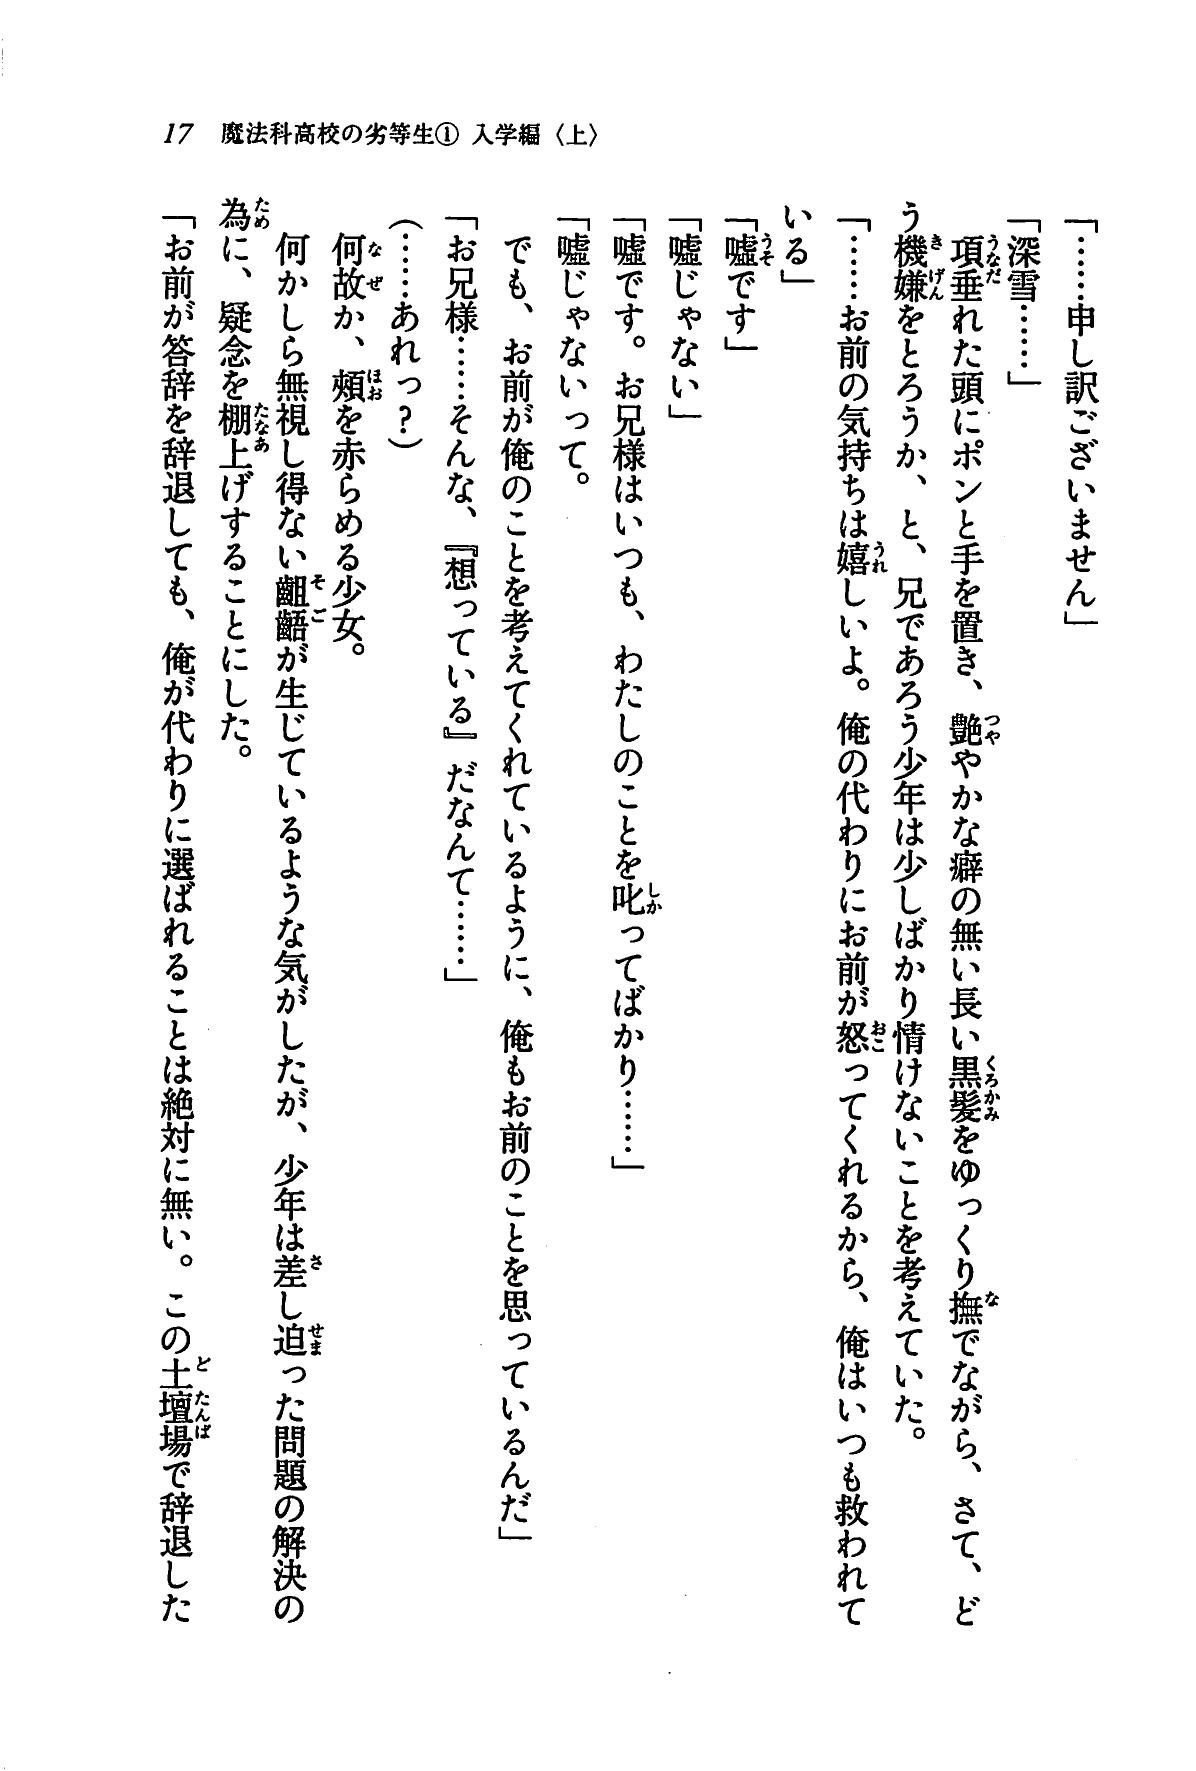 17 魔法科高校の劣等生① 入学編〈上〉
「……申し訳ございません」
「深雪……」
項垂れた頭にポンと手を置き、艶やかな癖の無い長い黒髪をゆっくり撫でながら、さて、ど
う機嫌をとろうか、と、兄であろう少年は少しばかり情けないことを考えていた。
「……お前の気持ちは嬉しいよ。俺の代わりにお前が怒ってくれるから、俺はいつも救われて
いる」
「嘘です」
「嘘じゃない」
「嘘です。お兄様はいつも、わたしのことを叱ってばかり……」
「嘘じゃないって。
でも、お前が俺のことを考えてくれているように、俺もお前のことを思っているんだ」
「お兄様……そんな、『想っている』だなんて……」
(……あれっ?)
何故か、頰を赤らめる少女。
何かしら無視し得ない齟齬が生じているような気がしたが、少年は差し迫った問題の解決の
為に、疑念を棚上げすることにした。
「お前が答辞を辞退しても、俺が代わりに選ばれることは絶対に無い。この土壇場で辞退した